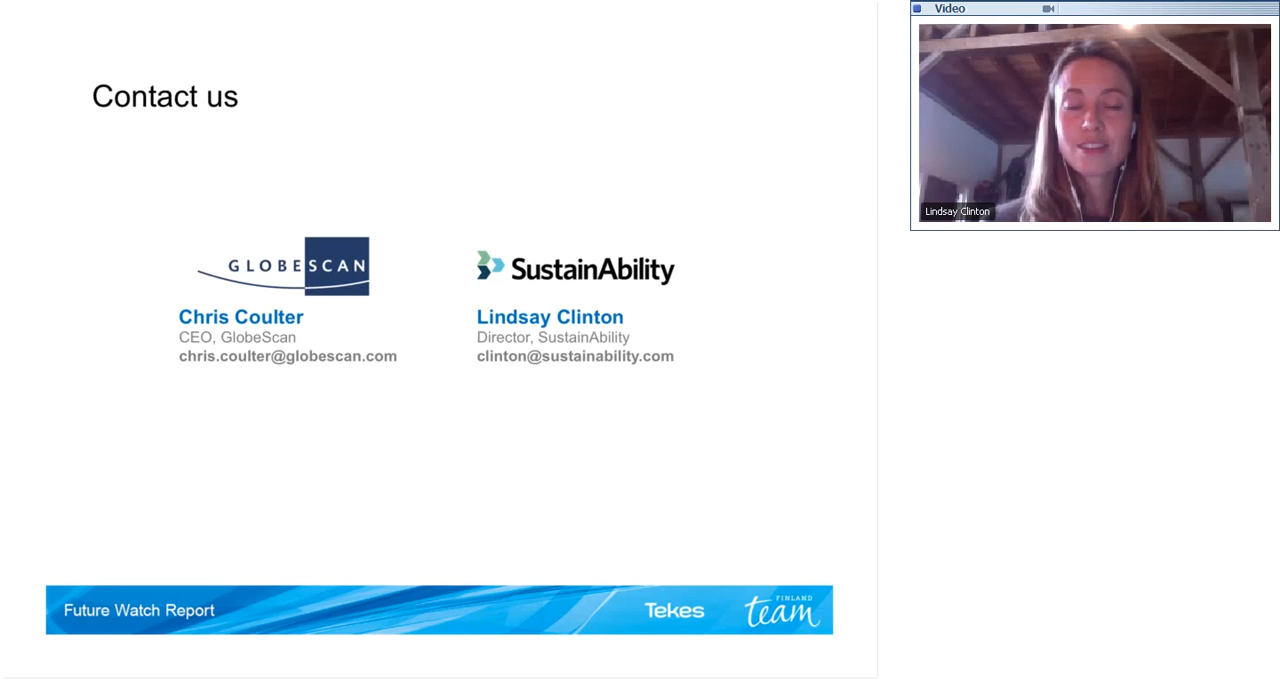 Contact us
GLOBESCAN
Chris Coulter
CEO, GlobeScan
chris.coulter@globescan.com
SustainAbility
Lindsay Clinton
Director, SustainAbility
clinton@sustainability.com
Future Watch Report
Tekes
FINLAND
team
Video
Lindsay Clinton